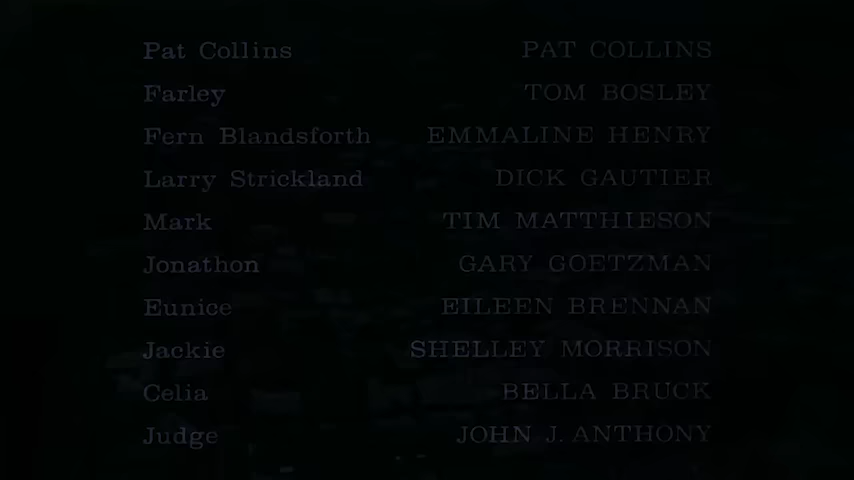 Pat Collins PAT COLLINS
Farley TOM BOSLEY
Fern Blandsforth EMMALINE HENRY
Larry Strickland DICK GAUTIER
Mark TIM MATTHIESON
Jonathon GARY GOETZMAN
Eunice EILEEN BRENNAN
Jackie SHELLEY MORRISON
Celia BELLA BRUCK
Judge JOHN J. ANTHONY